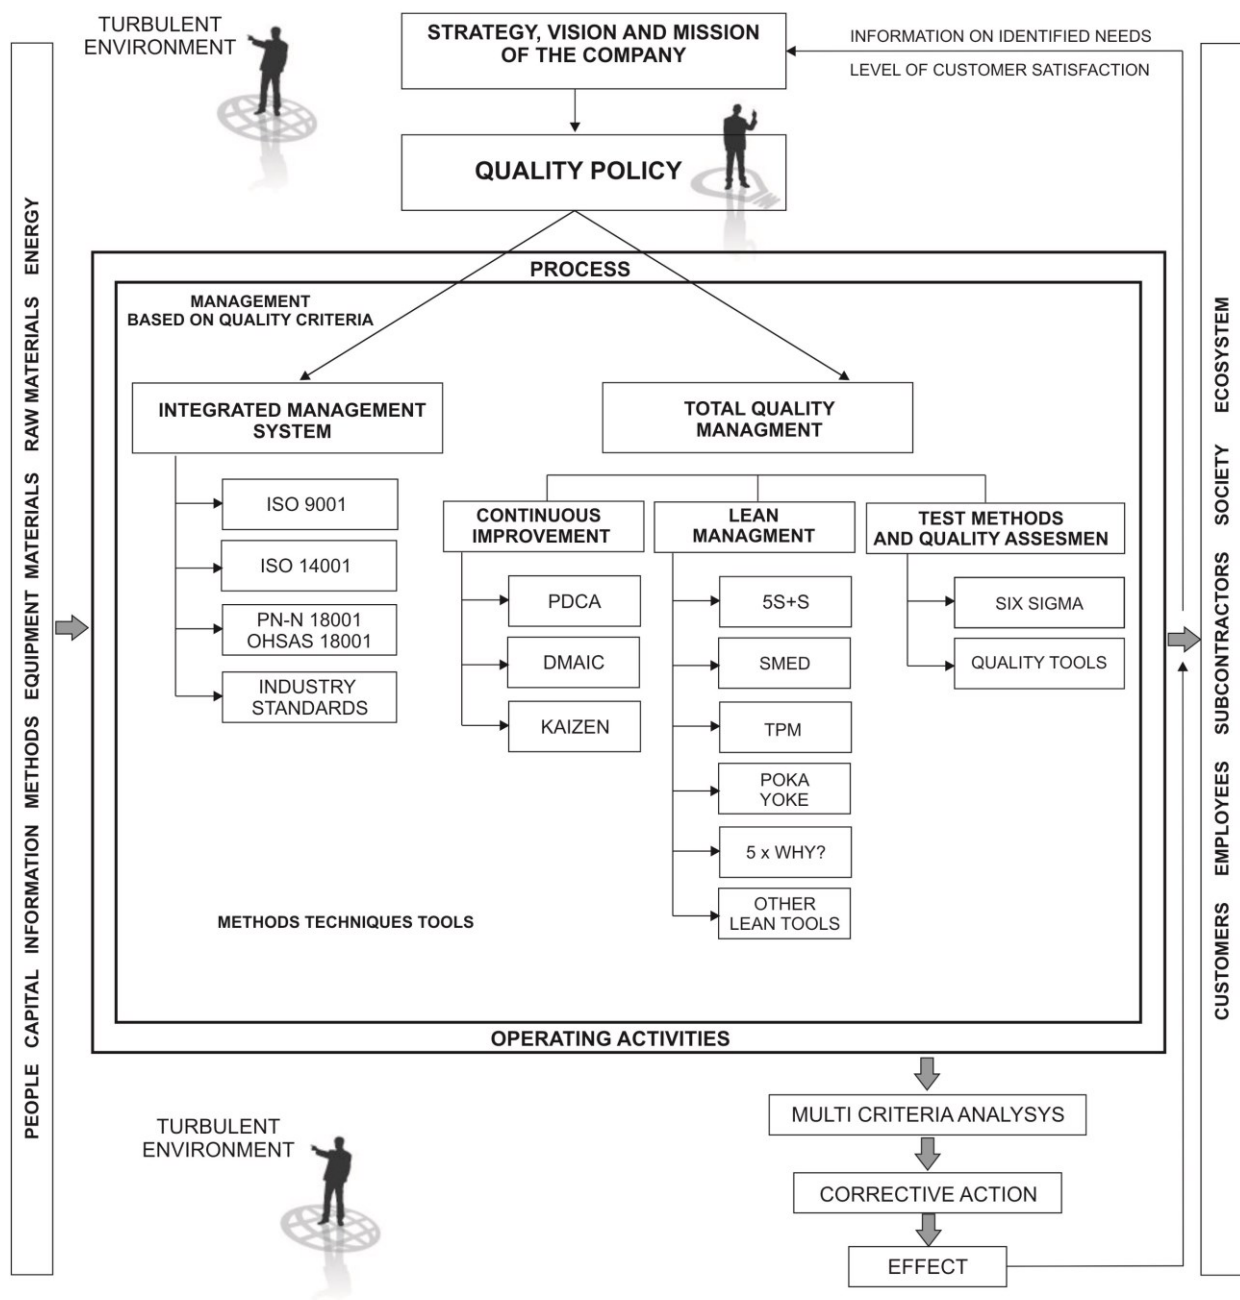 TURBULENT
ENVIRONMENT
STRATEGY, VISION AND MISSION
OF THE COMPANY
INFORMATION ON IDENTIFIED NEEDS
LEVEL OF CUSTOMER SATISFACTION
QUALITY POLICY
PEOPLE CAPITAL INFORMATION METHODS EQUIPMENT MATERIALS RAW MATERIALS ENERGY
PROCESS
MANAGEMENT
BASED ON QUALITY CRITERIA
INTEGRATED MANAGEMENT
SYSTEM
ISO 9001
ISO 14001
PN-N 18001
OHSAS 18001
INDUSTRY
STANDARDS
TOTAL QUALITY
MANAGMENT
CONTINUOUS
IMPROVEMENT
PDCA
DMAIC
KAIZEN
LEAN
MANAGMENT
5S+S
SMED
TPM
POKA
YOKE
5 x WHY?
OTHER
LEAN TOOLS
TEST METHODS
AND QUALITY ASSESMEN
SIX SIGMA
QUALITY TOOLS
METHODS TECHNIQUES TOOLS
OPERATING ACTIVITIES
CUSTOMERS EMPLOYEES SUBCONTRACTORS SOCIETY ECOSYSTEM
MULTI CRITERIA ANALYSYS
CORRECTIVE ACTION
EFFECT
TURBULENT
ENVIRONMENT